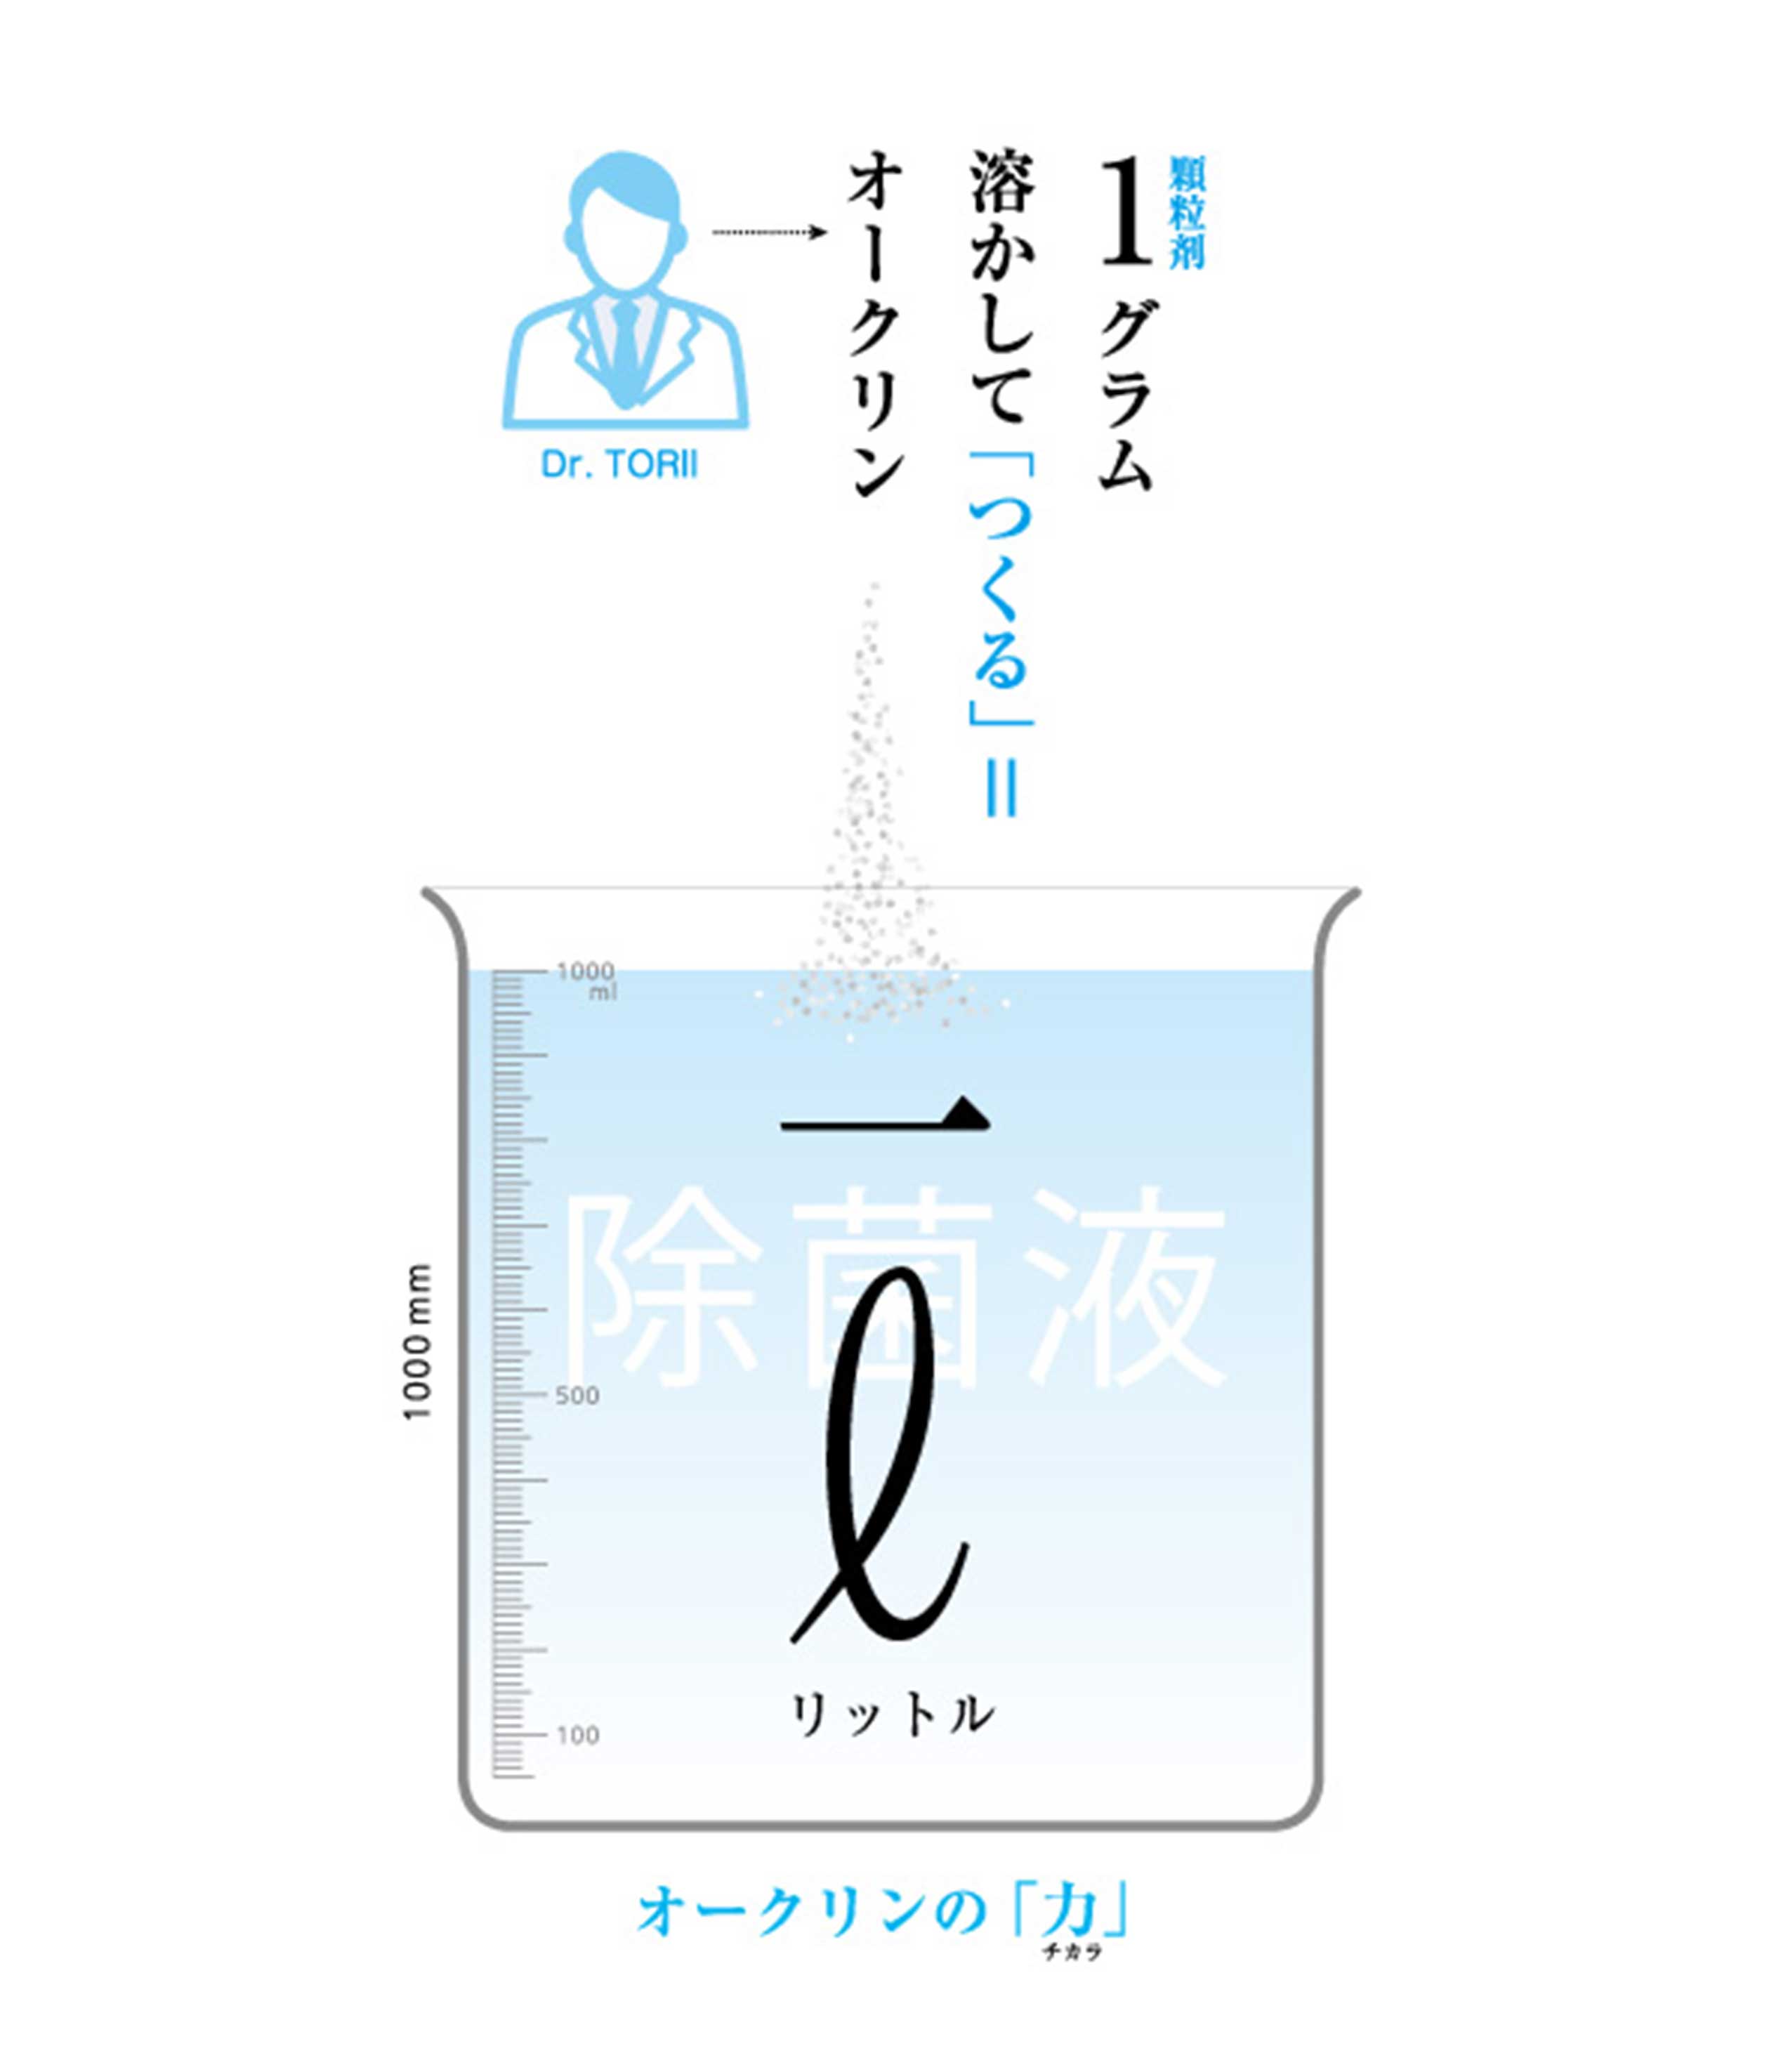 顆粒剤
1グラム
溶かして「つくる」＝
オークリン
Dr. TORII
1000
ml
一
除菌液
ℓ
500
1000 mm
リットル
100
オークリンの「力」
チカラ